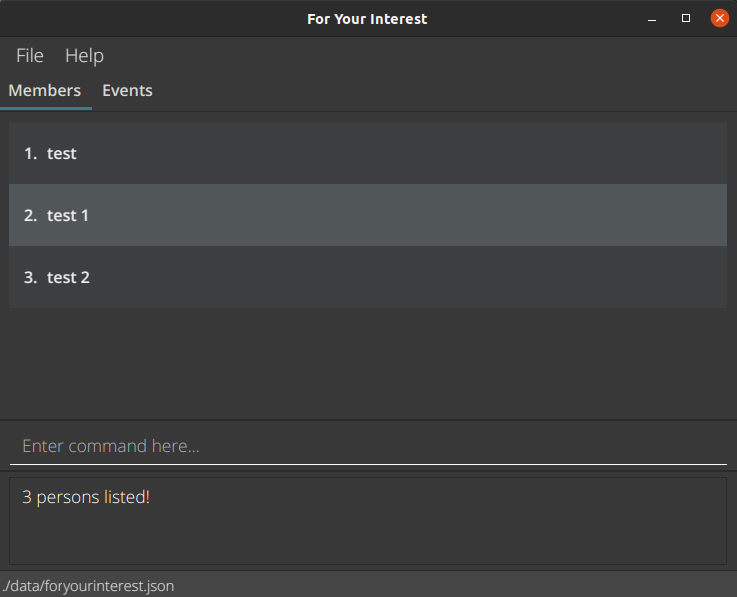 For Your Interest
File Help
Members Events
1. test
2. test 1
3. test 2
Enter command here...
3 persons listed!
./data/foryourinterest.json